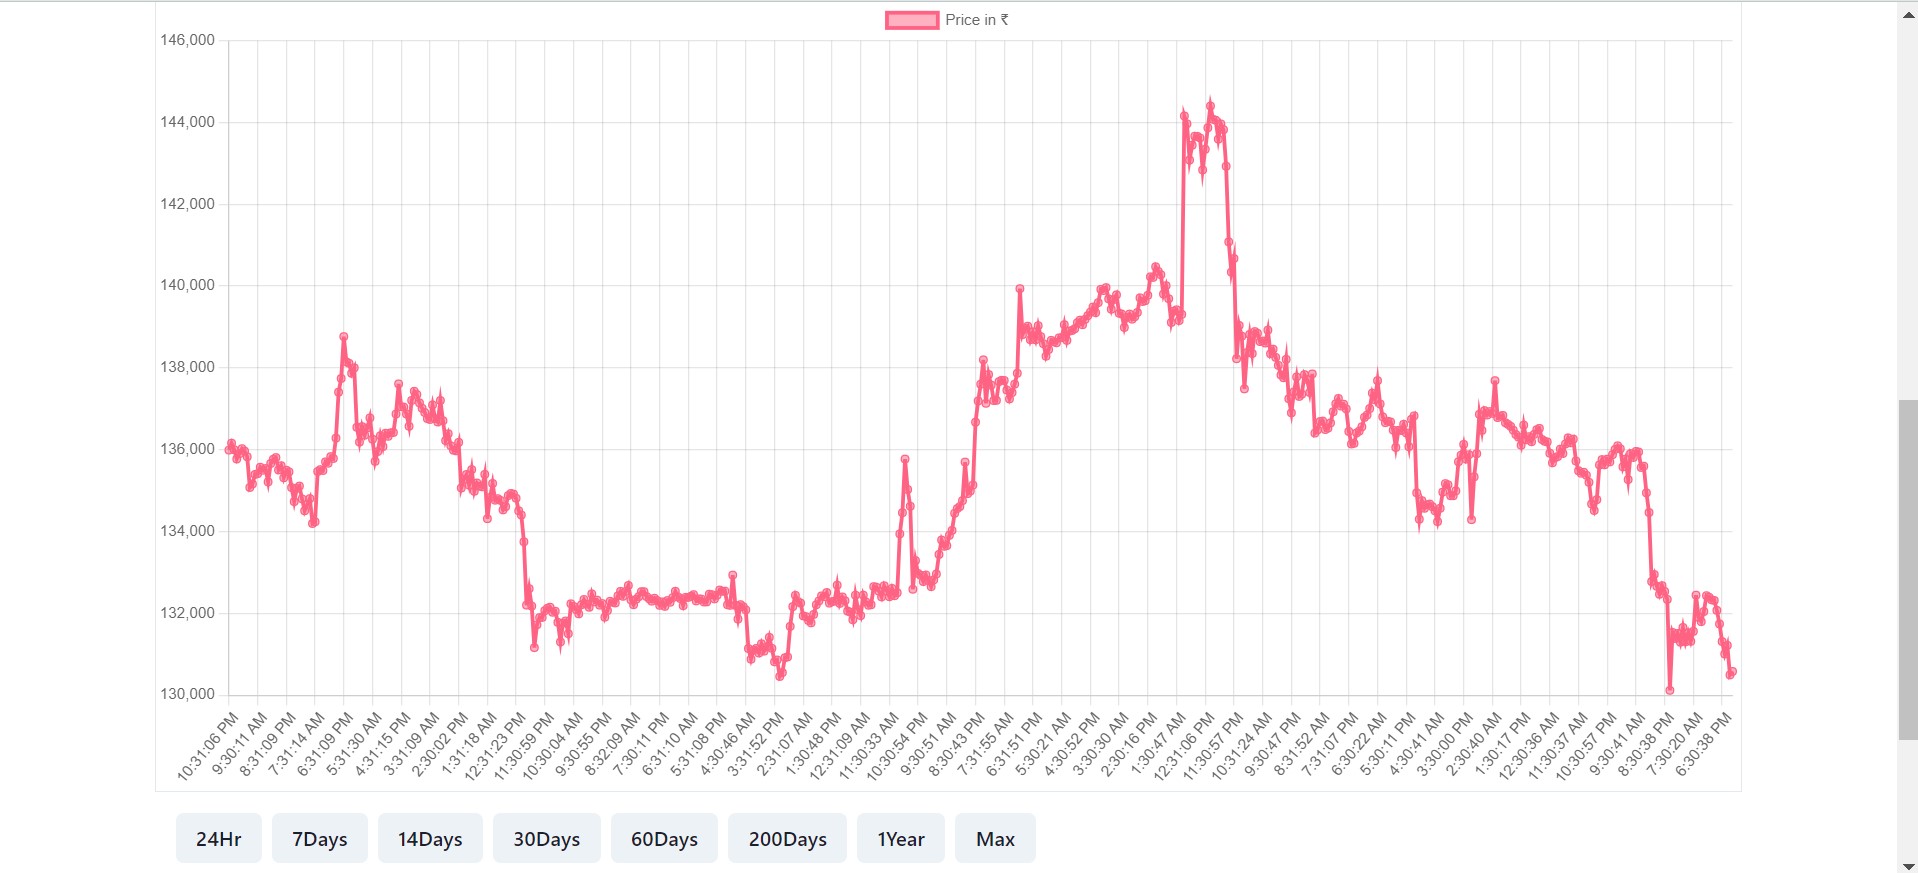 Price in ₹
146,000
144,000
142,000
140,000
138,000
136,000
134,000
132,000
130,000
10:31:06 PM
9:30:11 AM
8:31:09 PM
7:31:14 AM
6:31:09 PM
5:31:30 AM
4:31:15 PM
3:31:09 AM
2:30:02 PM
1:31:18 AM
12:31:23 PM
11:30:59 PM
10:30:04 AM
9:30:55 PM
8:32:09 AM
7:30:11 PM
6:31:10 AM
5:31:08 PM
4:30:46 AM
3:31:52 PM
2:31:07 AM
1:30:48 PM
12:31:09 AM
11:30:33 AM
10:30:54 PM
9:30:51 AM
8:30:43 PM
7:31:55 AM
6:31:51 PM
5:30:21 AM
4:30:52 PM
3:30:30 AM
2:30:16 PM
1:30:47 AM
12:31:06 PM
11:30:57 PM
10:31:24 AM
9:30:47 PM
8:31:52 AM
7:31:07 PM
6:30:22 AM
5:30:11 PM
4:30:41 AM
3:30:00 PM
2:30:40 AM
1:30:17 PM
12:30:36 AM
11:30:37 AM
10:30:57 PM
9:30:41 AM
8:30:38 PM
7:30:20 AM
6:30:38 PM
24Hr
7Days
14Days
30Days
60Days
200Days
1Year
Max